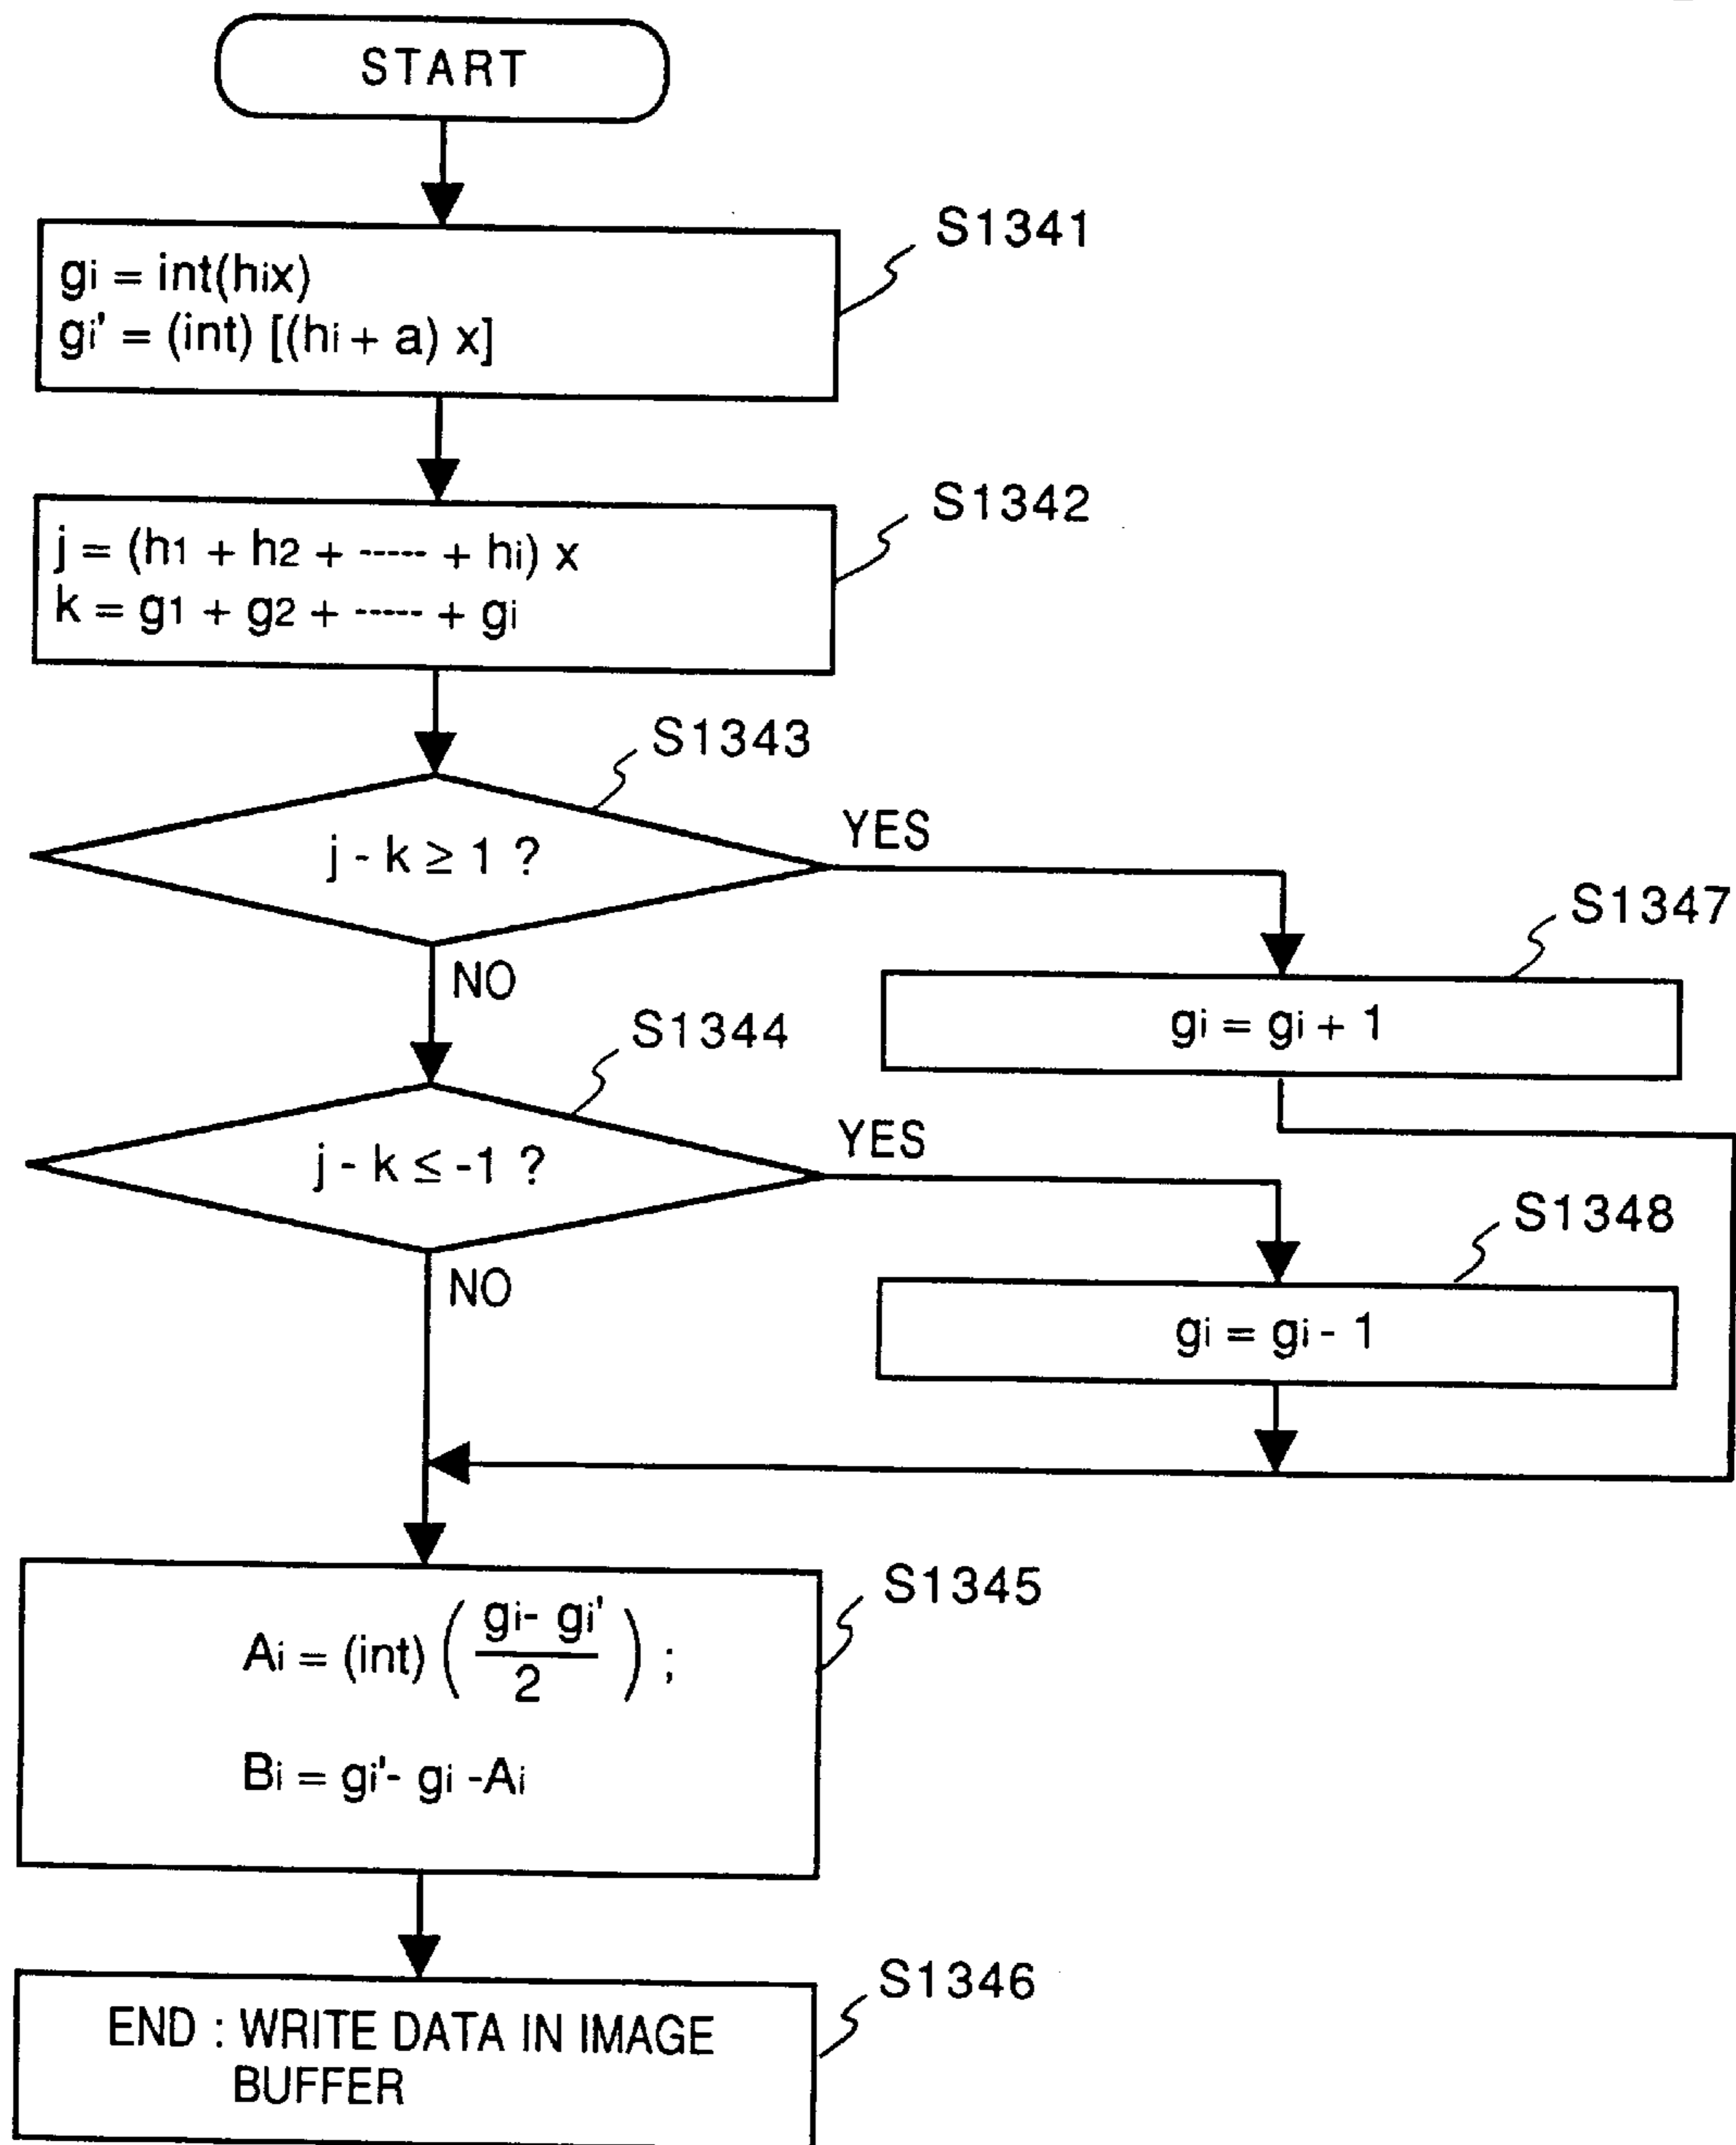 START
S1341
gi = int(hix)
gi' = (int) [(hi + a) x]
S1342
j = (h1 + h2 + ----- + hi) x
k = g1 + g2 + ----- + gi
S1343
j - k ≥ 1 ?
YES
NO
S1347
gi = gi + 1
S1344
j - k ≤ -1 ?
YES
NO
S1348
gi = gi - 1
S1345
Ai = (int) ( gi- gi' / 2 ) ;
Bi = gi'- gi -Ai
S1346
END : WRITE DATA IN IMAGE
BUFFER